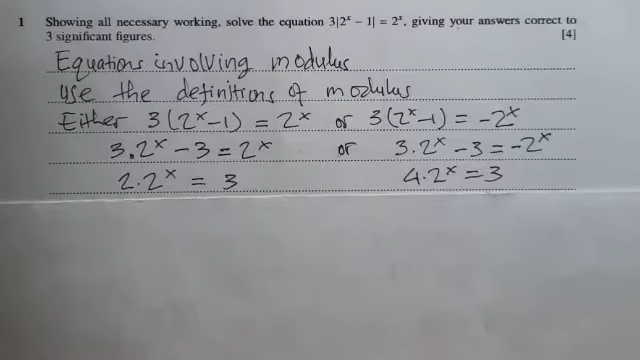 1 Showing all necessary working, solve the equation 3|2ˣ − 1| = 2ˣ, giving your answers correct to
3 significant figures. [4]
Equations involving modulus
Use the definitions of modulus
Either 3(2ˣ-1) = 2ˣ or 3(2ˣ-1) = -2ˣ
3.2ˣ - 3 = 2ˣ or 3.2ˣ - 3 = -2ˣ
2.2ˣ = 3 4.2ˣ = 3